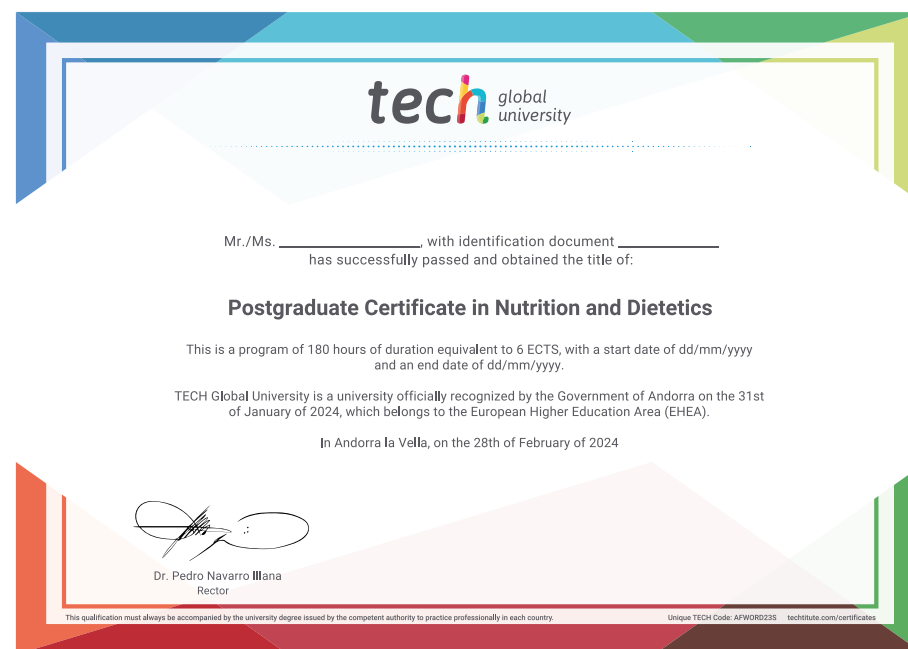 tech global
university
Mr./Ms. ____________, with identification document ____________
has successfully passed and obtained the title of:
Postgraduate Certificate in Nutrition and Dietetics
This is a program of 180 hours of duration equivalent to 6 ECTS, with a start date of dd/mm/yyyy
and an end date of dd/mm/yyyy.
TECH Global University is a university officially recognized by the Government of Andorra on the 31st
of January of 2024, which belongs to the European Higher Education Area (EHEA).
In Andorra la Vella, on the 28th of February of 2024
Dr. Pedro Navarro Illana
Rector
This qualification must always be accompanied by the university degree issued by the competent authority to practice professionally in each country. Unique TECH Code: AFWORD23S techtitute.com/certificates